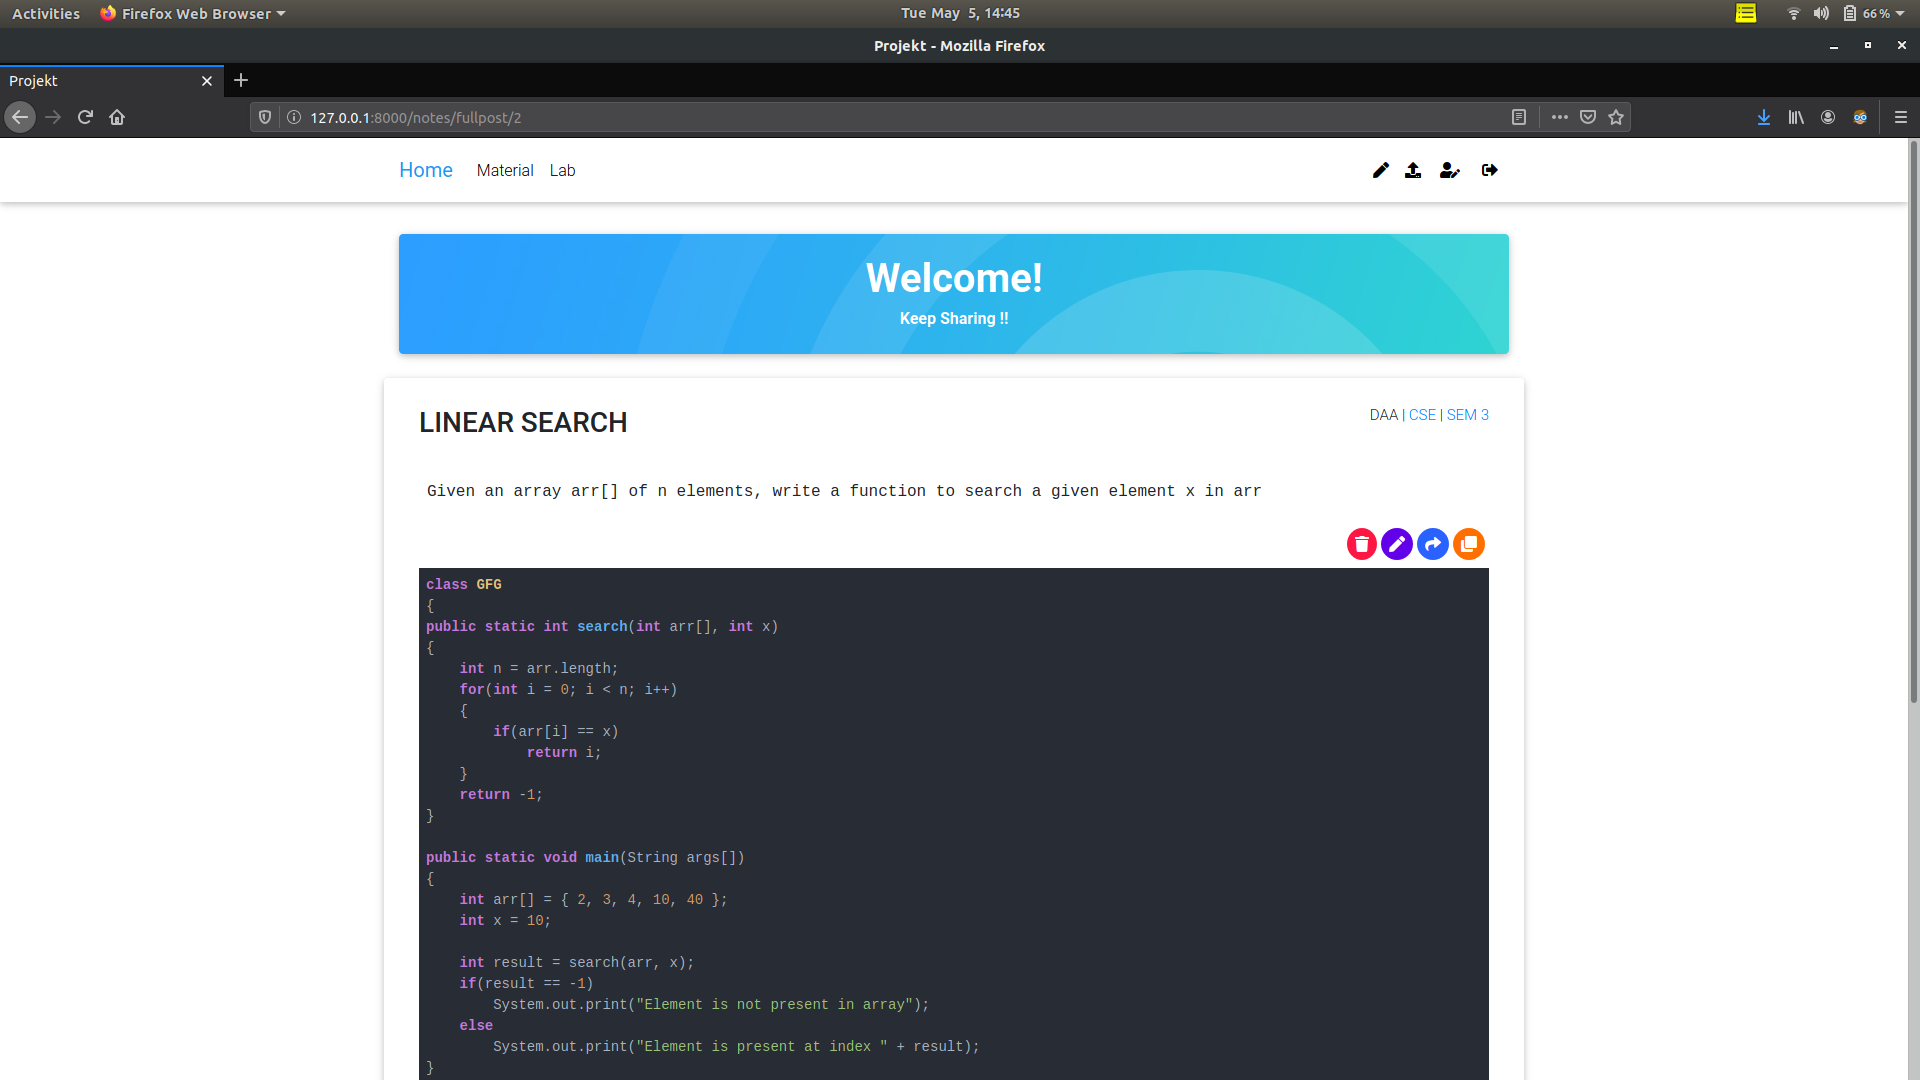 Activities Firefox Web Browser Tue May 5, 14:45 66 %
Projekt - Mozilla Firefox
Projekt
127.0.0.1:8000/notes/fullpost/2
Home Material Lab
Welcome!
Keep Sharing !!
LINEAR SEARCH DAA | CSE | SEM 3
Given an array arr[] of n elements, write a function to search a given element x in arr
class GFG
{
public static int search(int arr[], int x)
{
    int n = arr.length;
    for(int i = 0; i < n; i++)
    {
        if(arr[i] == x)
            return i;
    }
    return -1;
}

public static void main(String args[])
{
    int arr[] = { 2, 3, 4, 10, 40 };
    int x = 10;

    int result = search(arr, x);
    if(result == -1)
        System.out.print("Element is not present in array");
    else
        System.out.print("Element is present at index " + result);
}